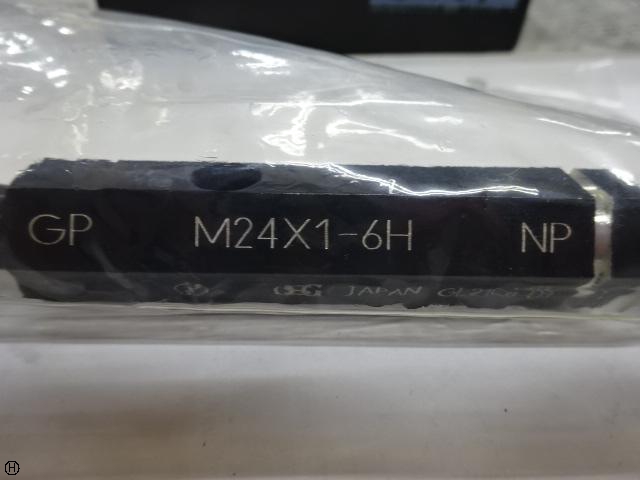 GP M24X1-6H NP
OSG JAPAN
H